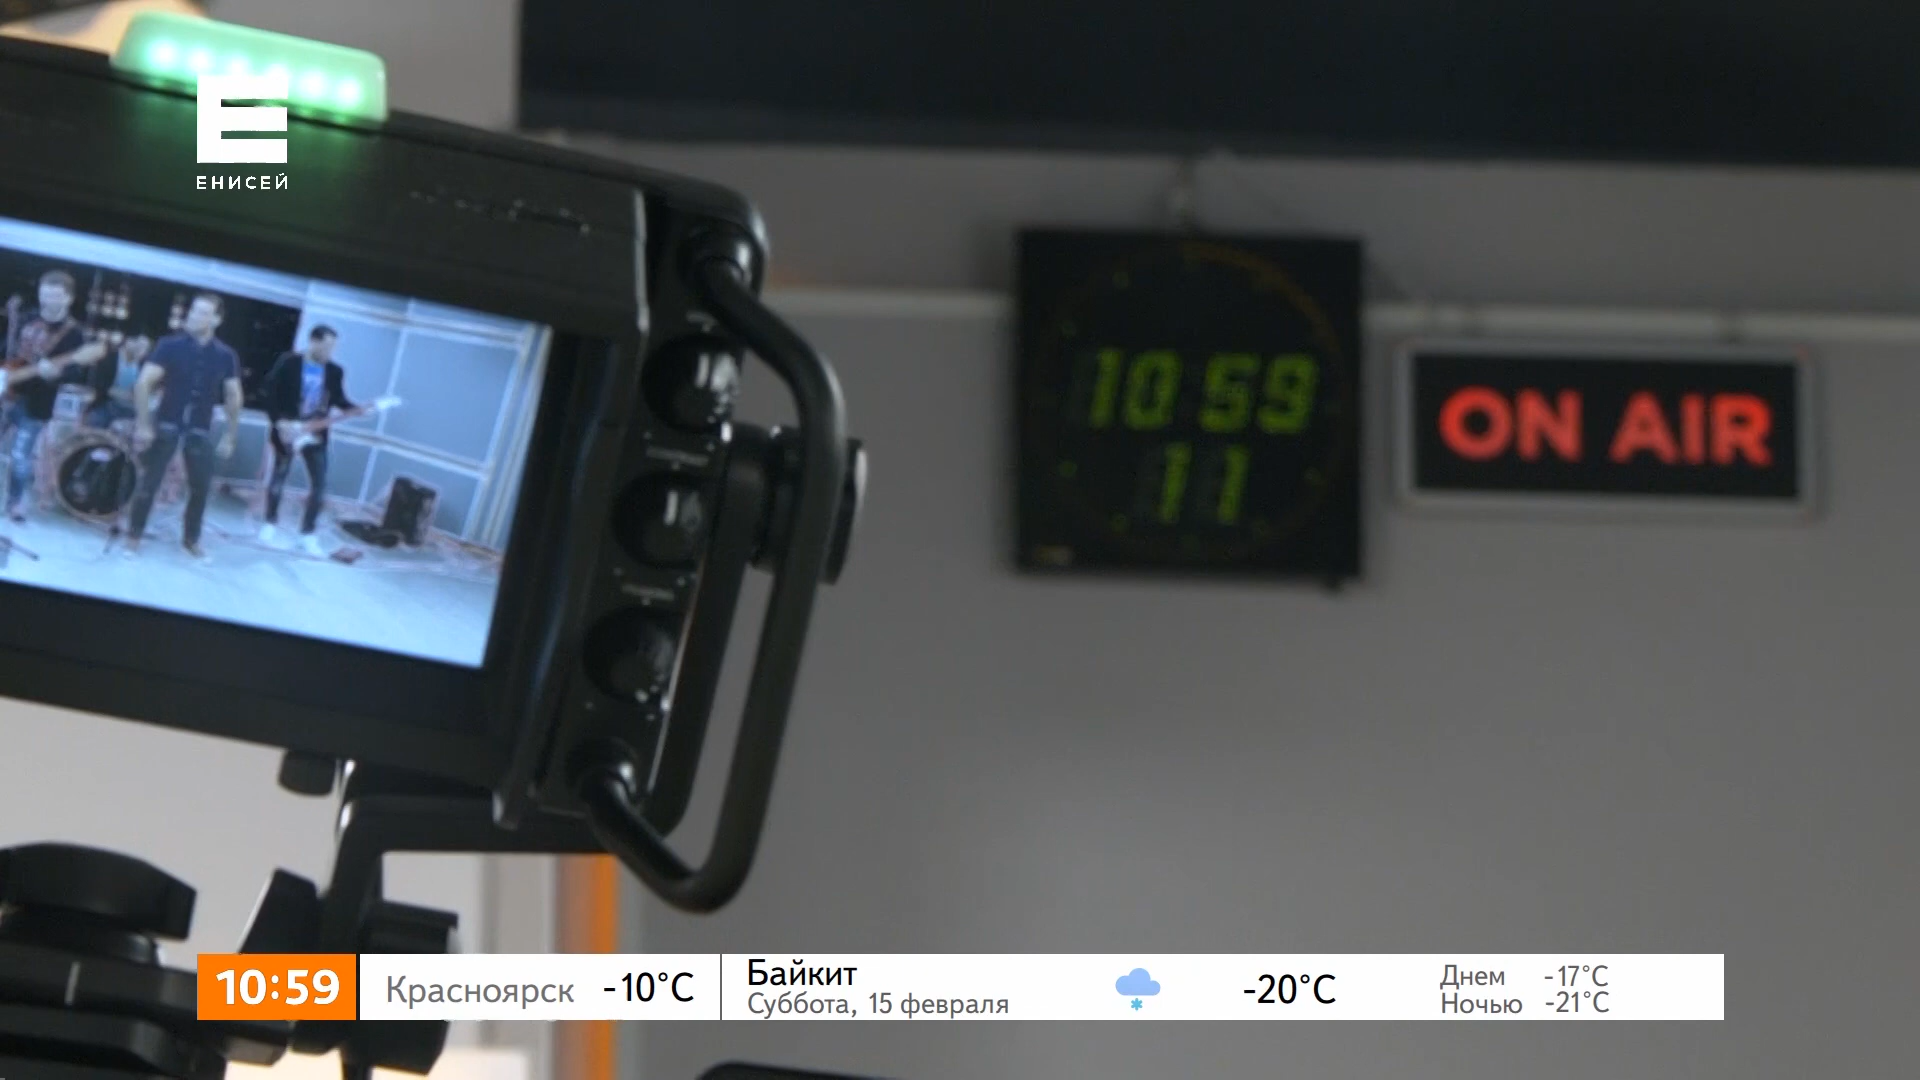 ЕНИСЕЙ
10 59
11
ON AIR
10:59
Красноярск -10°C
Байкит
Суббота, 15 февраля
-20°C
Днем -17°C
Ночью -21°C